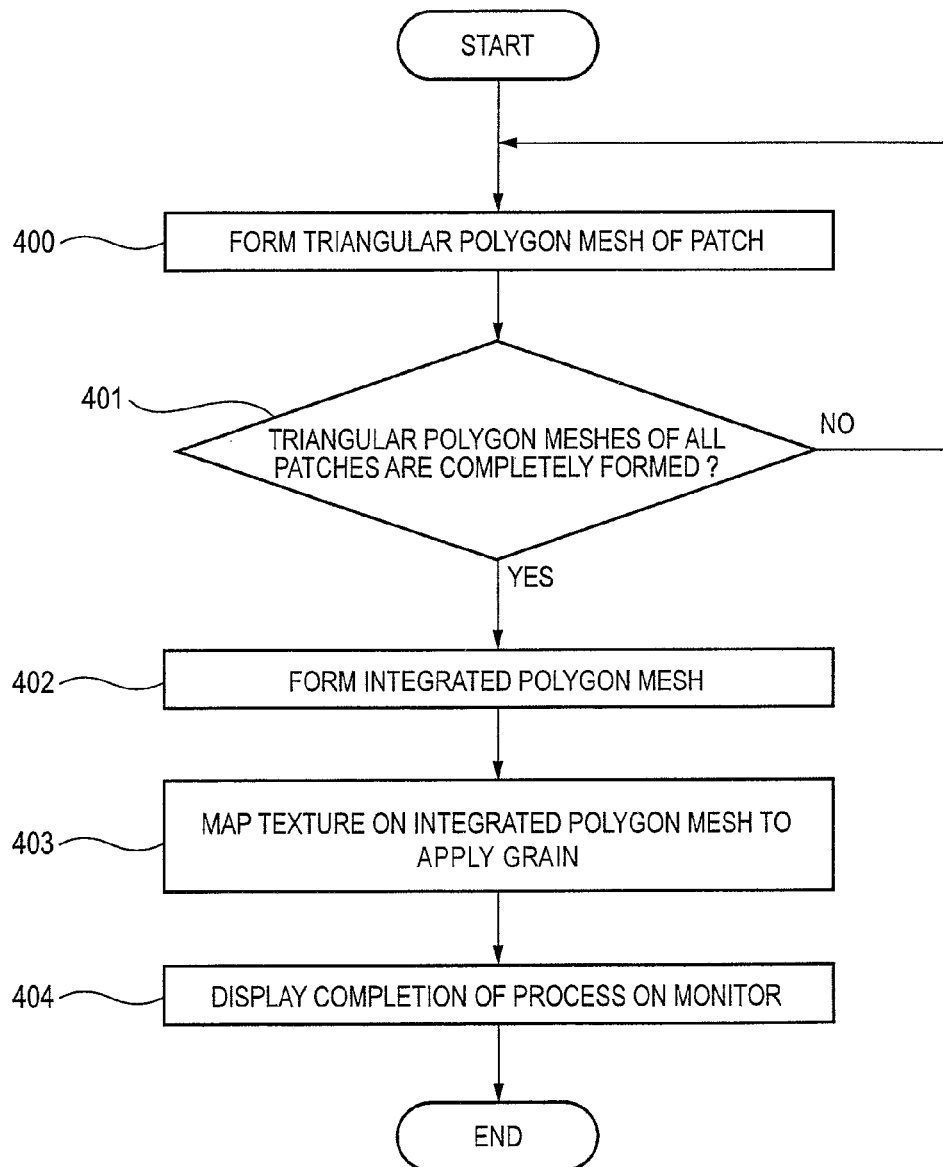 START
400
FORM TRIANGULAR POLYGON MESH OF PATCH
401
TRIANGULAR POLYGON MESHES OF ALL
PATCHES ARE COMPLETELY FORMED ?
NO
YES
402
FORM INTEGRATED POLYGON MESH
403
MAP TEXTURE ON INTEGRATED POLYGON MESH TO
APPLY GRAIN
404
DISPLAY COMPLETION OF PROCESS ON MONITOR
END